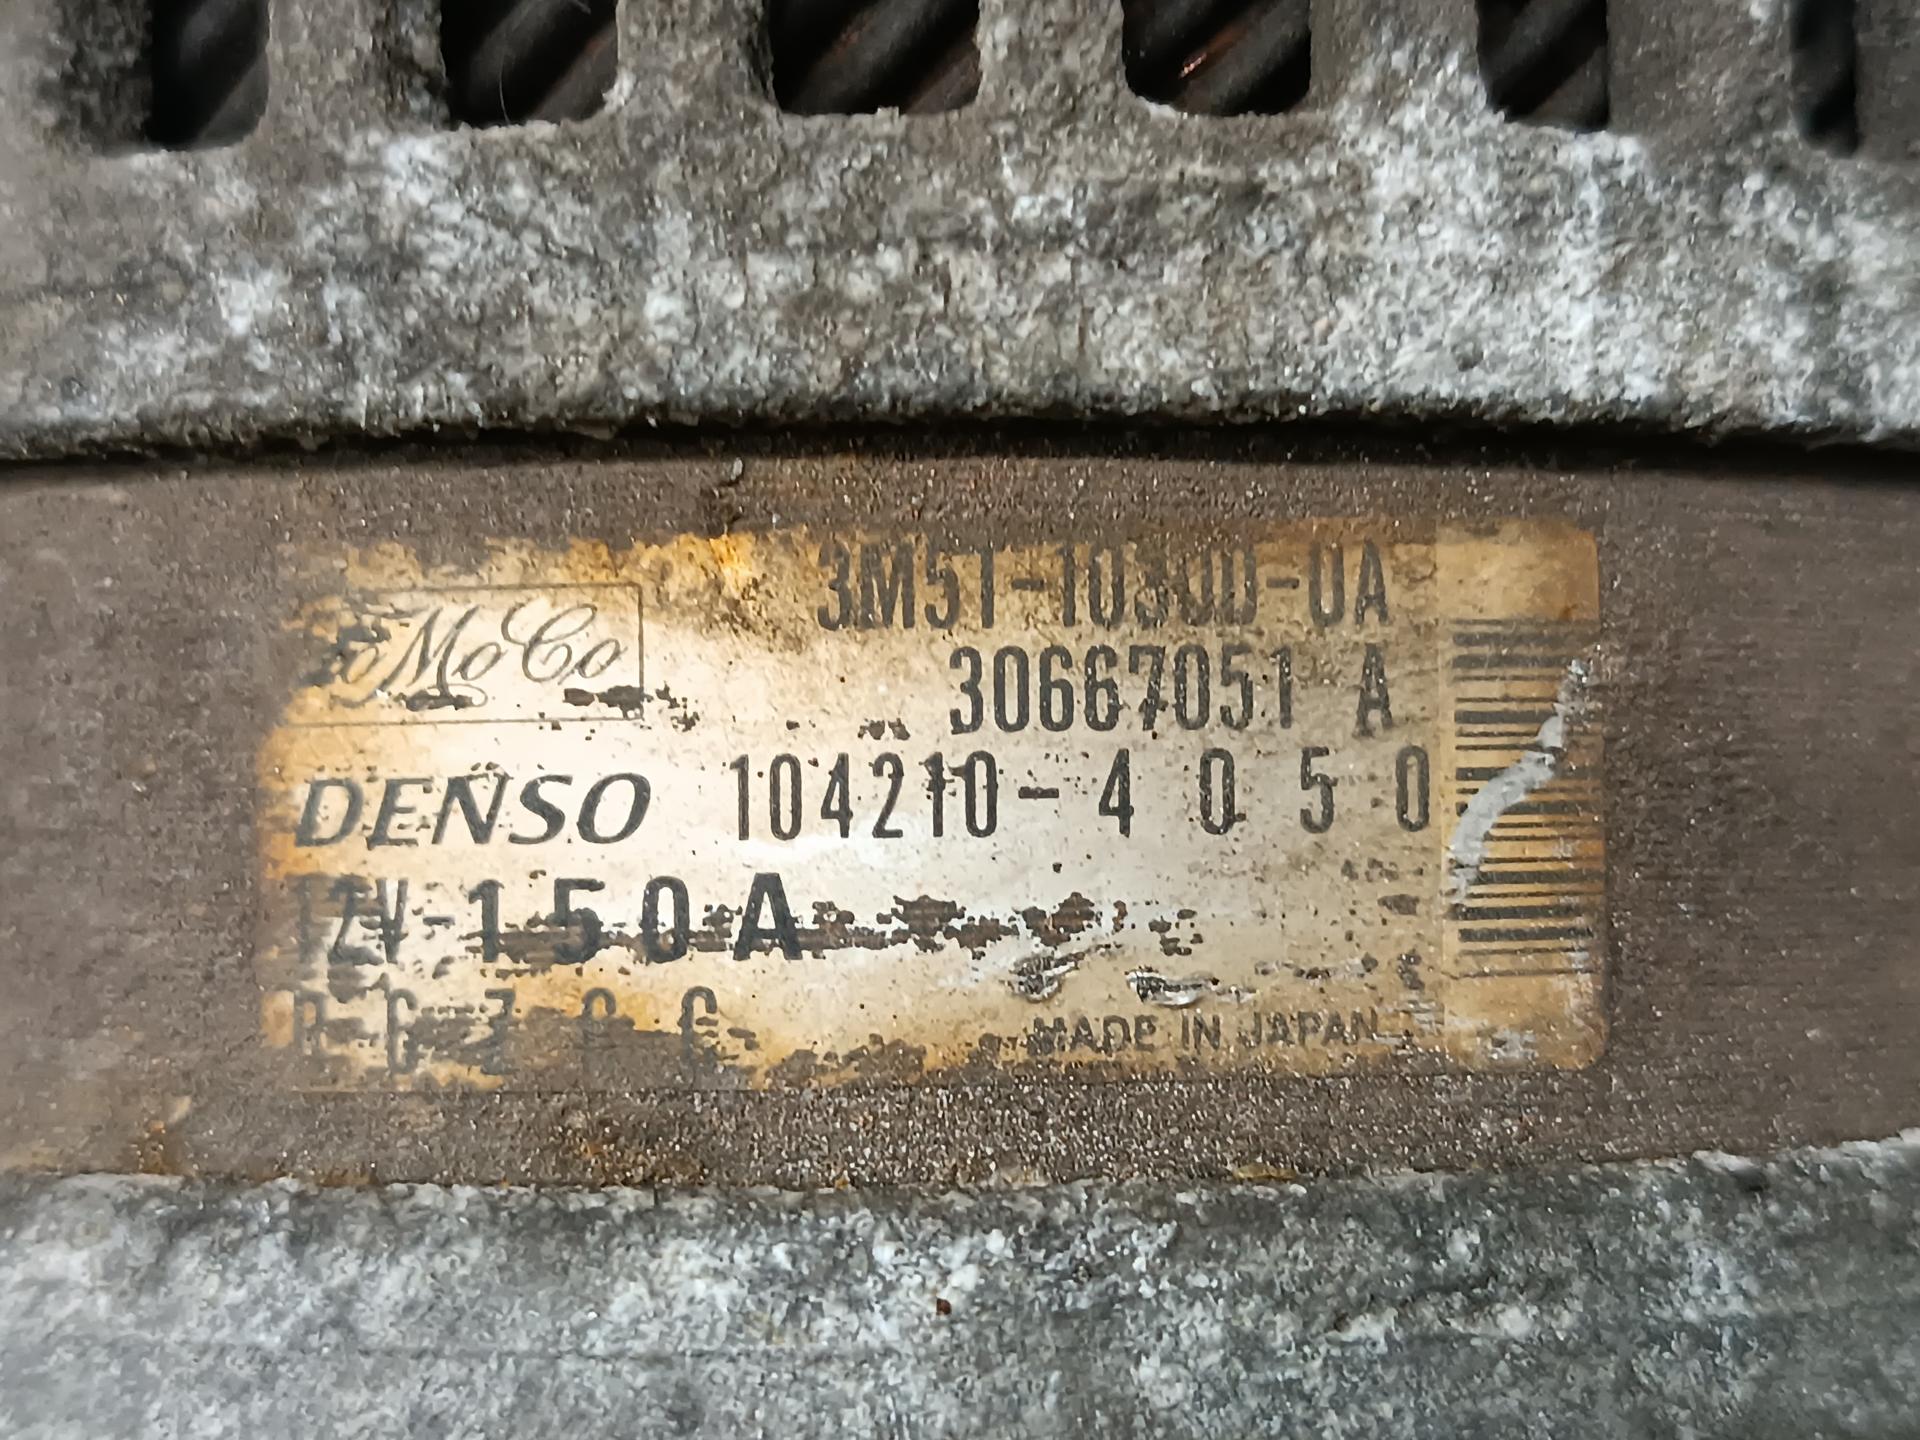 3M5T-10300-UA
FoMoCo
30667051 A
DENSO 104210-4050
12V-150A
MADE IN JAPAN